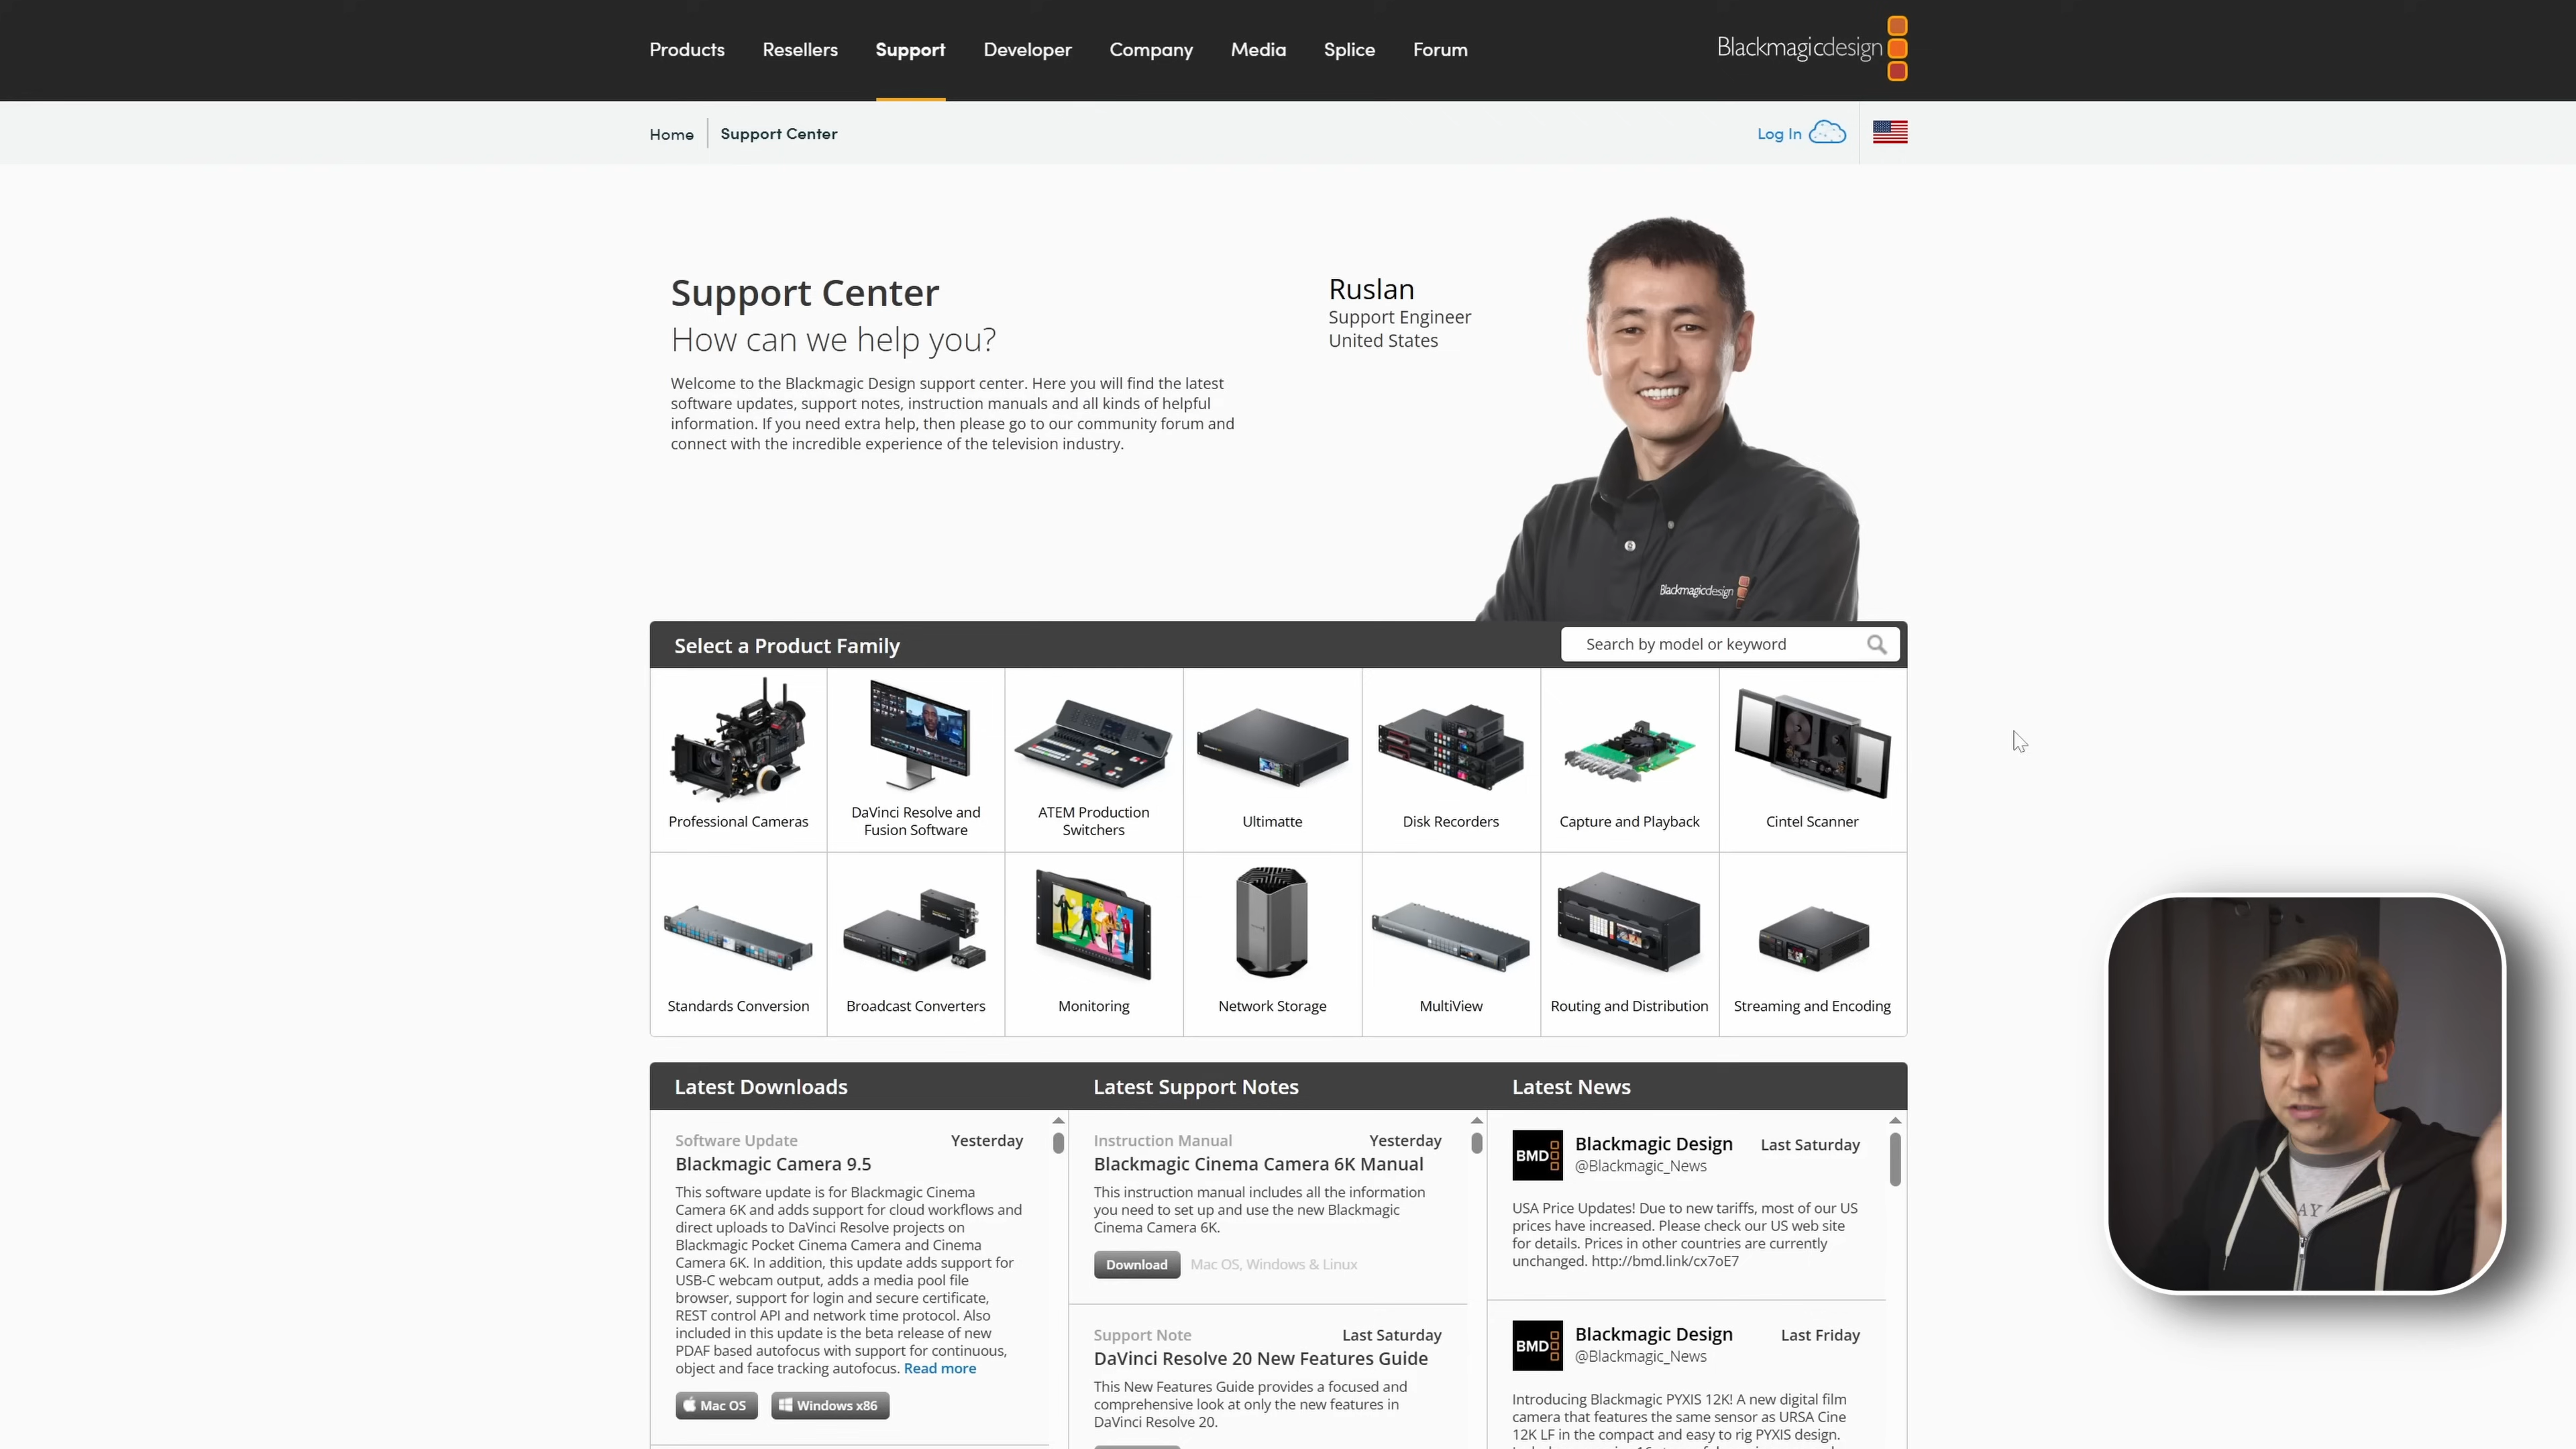 Products Resellers Support Developer Company Media Splice Forum
Blackmagicdesign
Home Support Center
Log In
Support Center
How can we help you?
Welcome to the Blackmagic Design support center. Here you will find the latest
software updates, support notes, instruction manuals and all kinds of helpful
information. If you need extra help, then please go to our community forum and
connect with the incredible experience of the television industry.
Ruslan
Support Engineer
United States
Blackmagicdesign
Select a Product Family
Search by model or keyword
Professional Cameras
DaVinci Resolve and
Fusion Software
ATEM Production
Switchers
Ultimatte
Disk Recorders
Capture and Playback
Cintel Scanner
Standards Conversion
Broadcast Converters
Monitoring
Network Storage
MultiView
Routing and Distribution
Streaming and Encoding
Latest Downloads
Software Update Yesterday
Blackmagic Camera 9.5
This software update is for Blackmagic Cinema
Camera 6K and adds support for cloud workflows and
direct uploads to DaVinci Resolve projects on
Blackmagic Pocket Cinema Camera and Cinema
Camera 6K. In addition, this update adds support for
USB-C webcam output, adds a media pool file
browser, support for login and secure certificate,
REST control API and network time protocol. Also
included in this update is the beta release of new
PDAF based autofocus with support for continuous,
object and face tracking autofocus. Read more
Mac OS Windows x86
Latest Support Notes
Instruction Manual Yesterday
Blackmagic Cinema Camera 6K Manual
This instruction manual includes all the information
you need to set up and use the new Blackmagic
Cinema Camera 6K.
Download Mac OS, Windows & Linux
Support Note Last Saturday
DaVinci Resolve 20 New Features Guide
This New Features Guide provides a focused and
comprehensive look at only the new features in
DaVinci Resolve 20.
Latest News
BMD
Blackmagic Design Last Saturday
@Blackmagic_News
USA Price Updates! Due to new tariffs, most of our US
prices have increased. Please check our US web site
for details. Prices in other countries are currently
unchanged. http://bmd.link/cx7oE7
BMD
Blackmagic Design Last Friday
@Blackmagic_News
Introducing Blackmagic PYXIS 12K! A new digital film
camera that features the same sensor as URSA Cine
12K LF in the compact and easy to rig PYXIS design.
AY